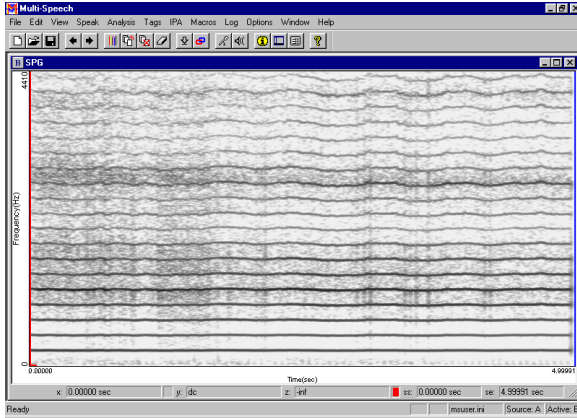 Multi-Speech
File Edit View Speak Analysis Tags IPA Macros Log Options Window Help
B SPG
4410
Frequency(Hz)
0
0.00000 4.99991
Time(sec)
x: 0.00000 sec y: dc z: -inf ss: 0.00000 sec se: 4.99991 sec
Ready msuser.ini Source: A Active: B